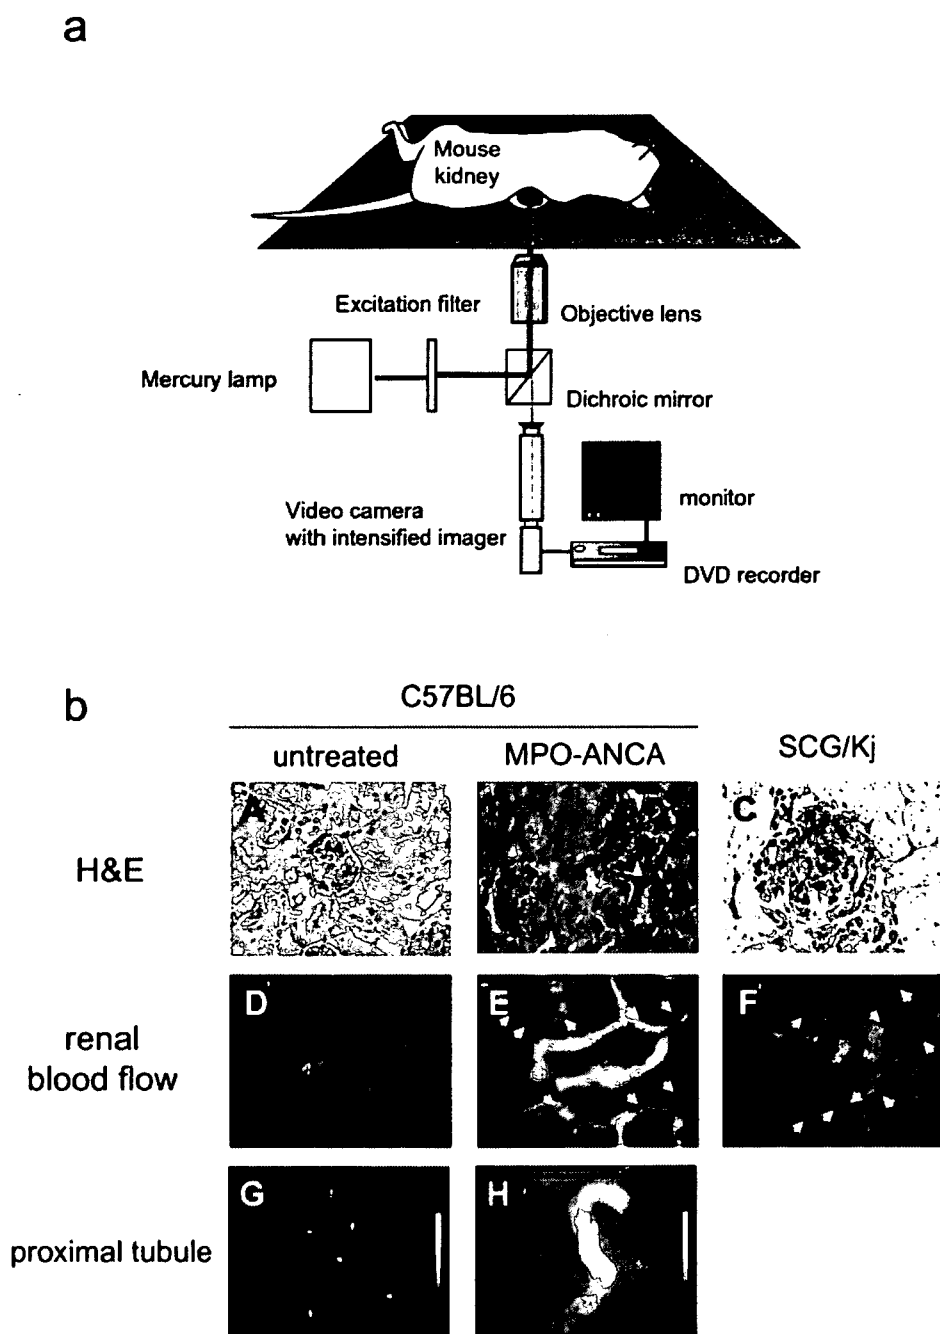 a
Mouse
kidney
Excitation filter
Objective lens
Mercury lamp
Dichroic mirror
Video camera
with intensified imager
monitor
DVD recorder
b
C57BL/6
untreated
MPO-ANCA
SCG/Kj
H&E
A
C
renal
blood flow
D
E
F
proximal tubule
G
H